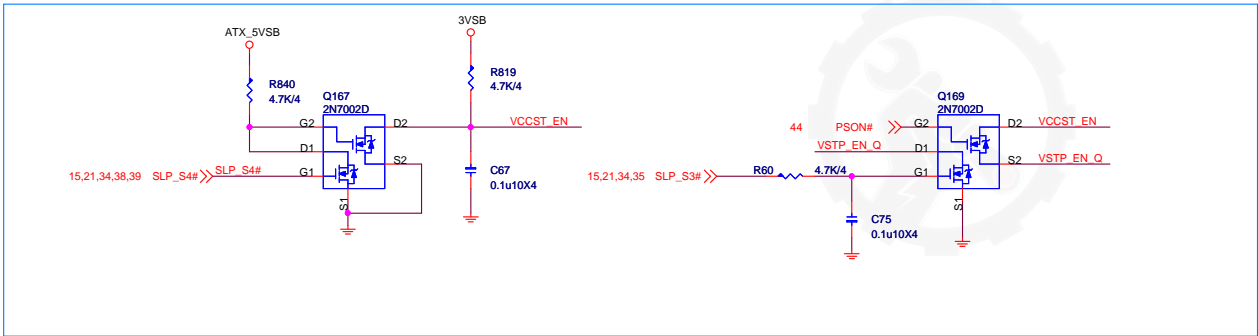 ATX_5VSB
3VSB
R840
4.7K/4
R819
4.7K/4
Q167
2N7002D
G2
D2
VCCST_EN
D1
S2
15,21,34,38,39 SLP_S4#
SLP_S4#
G1
S1
C67
0.1u10X4
Q169
2N7002D
44 PSON#
G2
D2
VCCST_EN
VSTP_EN_Q
D1
S2
VSTP_EN_Q
15,21,34,35 SLP_S3#
R60
4.7K/4
G1
S1
C75
0.1u10X4